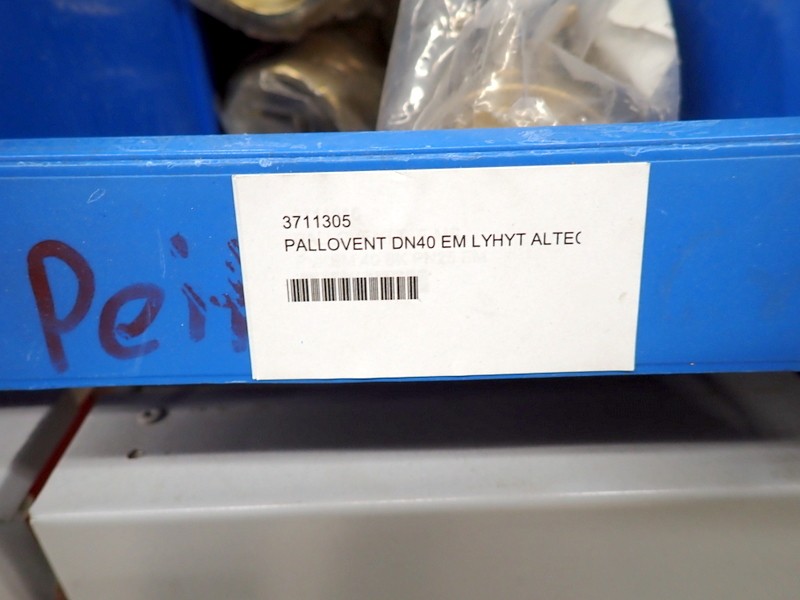 Pei
3711305
PALLOVENT DN40 EM LYHYT ALTEC